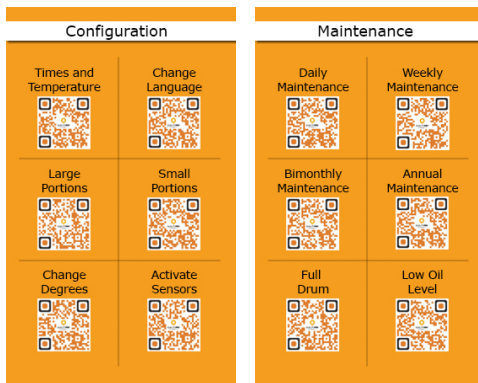 Configuration
Times and
Temperature
Change
Language
Large
Portions
Small
Portions
Change
Degrees
Activate
Sensors
Maintenance
Daily
Maintenance
Weekly
Maintenance
Bimonthly
Maintenance
Annual
Maintenance
Full
Drum
Low Oil
Level